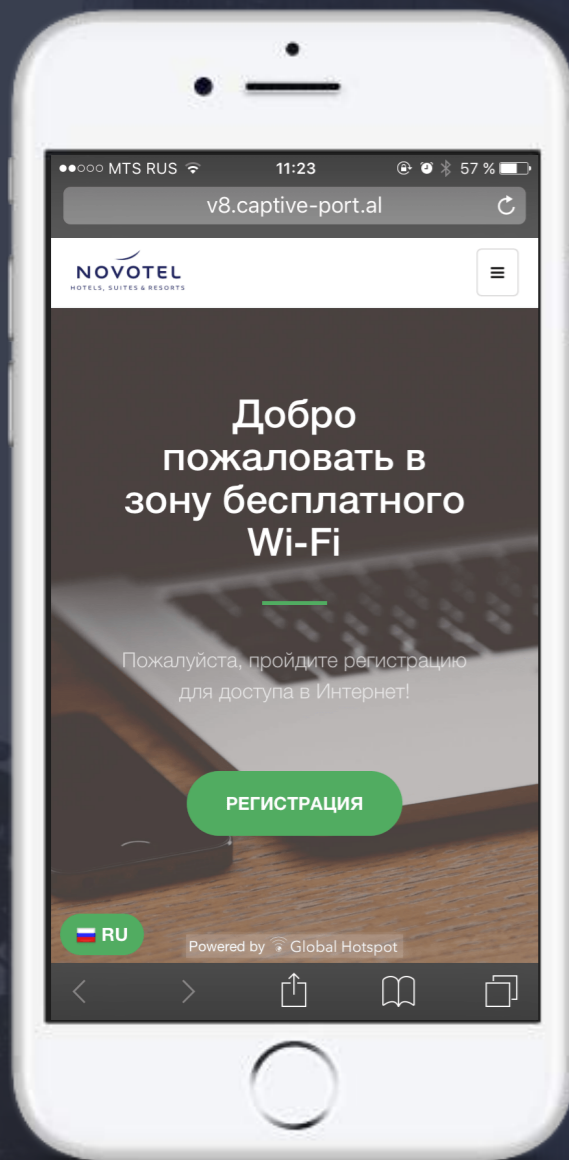 MTS RUS 11:23 57 %
v8.captive-port.al
NOVOTEL
HOTELS, SUITES & RESORTS
Добро
пожаловать в
зону бесплатного
Wi-Fi
Пожалуйста, пройдите регистрацию
для доступа в Интернет!
РЕГИСТРАЦИЯ
RU
Powered by Global Hotspot